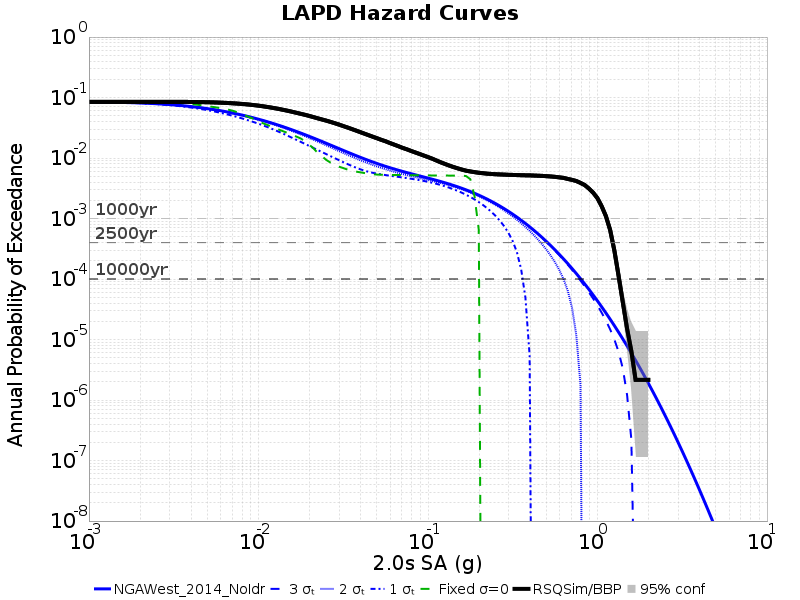 LAPD Hazard Curves
Annual Probability of Exceedance
10^0
10^-1
10^-2
10^-3
10^-4
10^-5
10^-6
10^-7
10^-8
1000yr
2500yr
10000yr
10^-3 10^-2 10^-1 10^0 10^1
2.0s SA (g)
NGAWest_2014_NoIdr 3 σₜ 2 σₜ 1 σₜ Fixed σ=0 RSQSim/BBP 95% conf